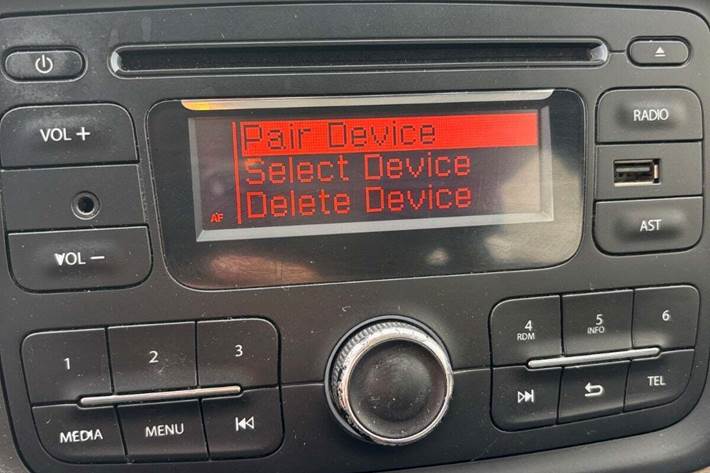 VOL +
VOL −
Pair Device
Select Device
Delete Device
AF
RADIO
AST
1
2
3
MEDIA
MENU
4
RDM
5
INFO
6
TEL